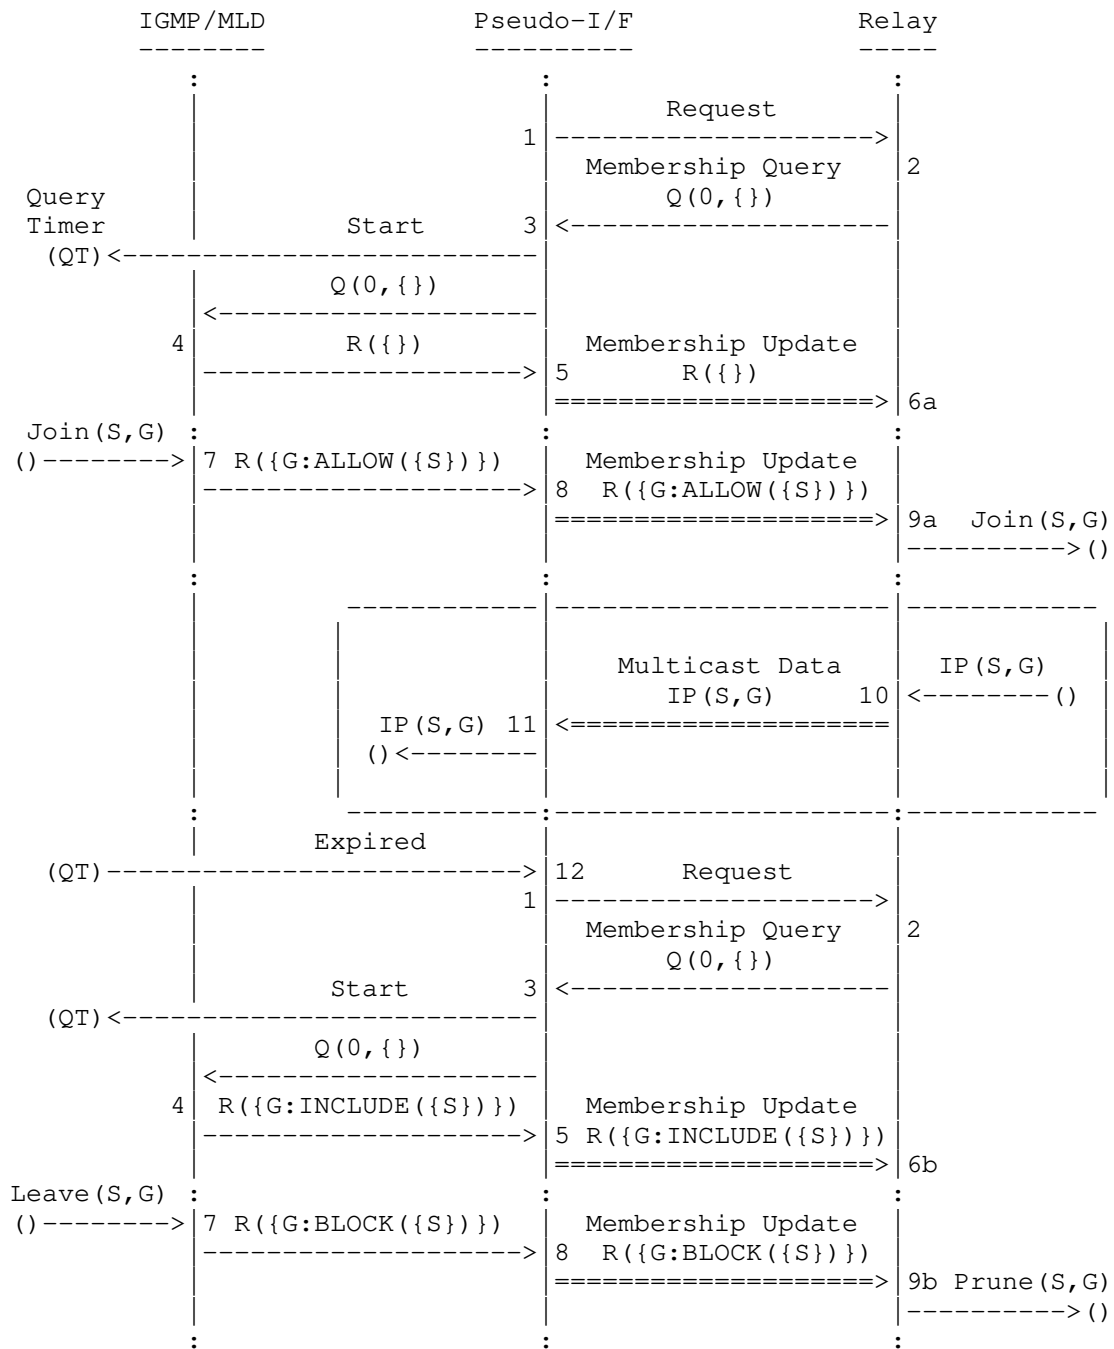 IGMP/MLD Pseudo-I/F Relay
-------- ---------- -----
: : :
Request
1 -------------------->
Membership Query 2
Query Q(0,{})
Timer Start 3 <--------------------
(QT)<--------------------------
Q(0,{})
<--------------------
4 R({}) Membership Update
--------------------> 5 R({})
====================> 6a
Join(S,G) : : :
()--------> 7 R({G:ALLOW({S})}) Membership Update
--------------------> 8 R({G:ALLOW({S})})
====================> 9a Join(S,G)
---------->()
: : :
------------ --------------------- ------------
Multicast Data IP(S,G)
IP(S,G) 10 <--------()
IP(S,G) 11 <====================
()<--------
: ------------:---------------------:------------
Expired
(QT)--------------------------> 12 Request
1 -------------------->
Membership Query 2
Q(0,{})
Start 3 <--------------------
(QT)<--------------------------
Q(0,{})
<--------------------
4 R({G:INCLUDE({S})}) Membership Update
--------------------> 5 R({G:INCLUDE({S})})
====================> 6b
Leave(S,G) : : :
()--------> 7 R({G:BLOCK({S})}) Membership Update
--------------------> 8 R({G:BLOCK({S})})
====================> 9b Prune(S,G)
---------->()
: : :